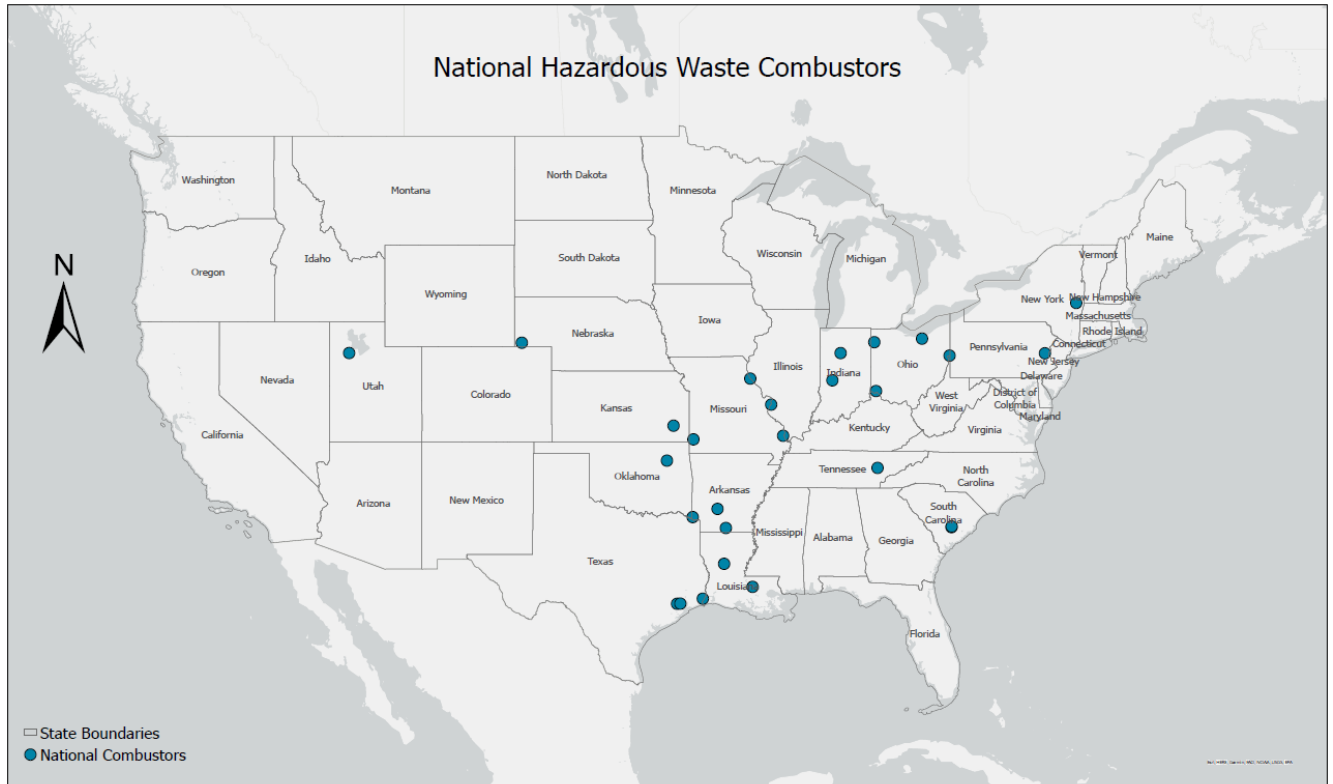 National Hazardous Waste Combustors
Washington
Montana
North Dakota
Minnesota
Maine
Vermont
Oregon
Idaho
South Dakota
Wisconsin
Michigan
New York
New Hampshire
Massachusetts
Rhode Island
Connecticut
Wyoming
Iowa
Nebraska
Pennsylvania
New Jersey
Nevada
Utah
Colorado
Illinois
Indiana
Ohio
Delaware
District of
Columbia
Maryland
West
Virginia
Virginia
California
Kansas
Missouri
Kentucky
Tennessee
North
Carolina
Oklahoma
Arkansas
Arizona
New Mexico
South
Carolina
Mississippi
Alabama
Georgia
Texas
Louisia
Florida
N
State Boundaries
National Combustors